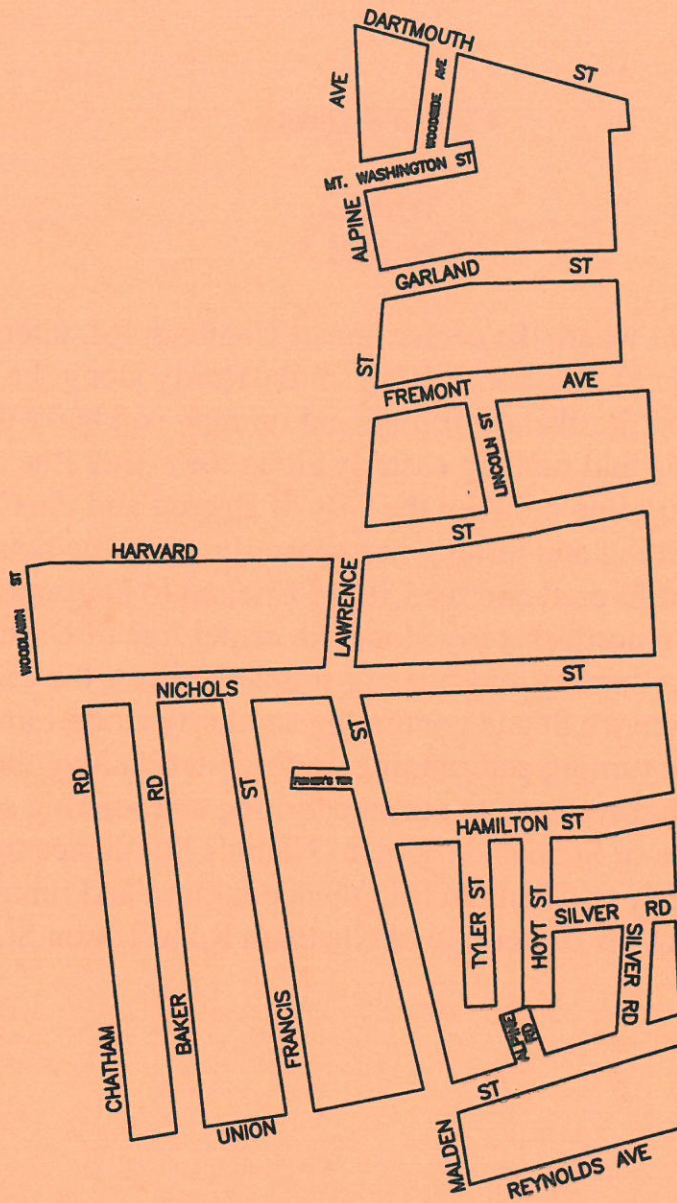 DARTMOUTH ST
AVE
WOODSIDE AVE
MT. WASHINGTON ST
ALPINE
GARLAND ST
ST
FREMONT AVE
LINCOLN ST
HARVARD ST
WOODLAWN ST
LAWRENCE
NICHOLS ST
RD
RD
ST
ST
FISHER'S TER
HAMILTON ST
TYLER ST
HOYT ST
SILVER RD
SILVER RD
CHATHAM
BAKER
FRANCIS
ALPINE RD
UNION ST
MALDEN
REYNOLDS AVE